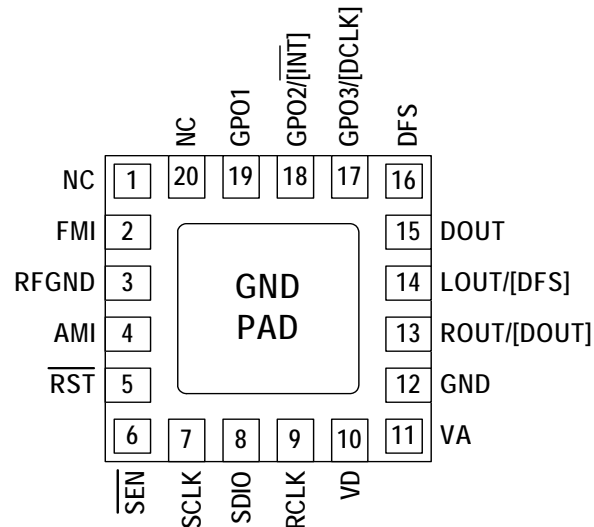 NC
GPO1
GPO2/[INT]
GPO3/[DCLK]
DFS
NC
1
20
19
18
17
16
FMI
2
15
DOUT
RFGND
3
GND
PAD
14
LOUT/[DFS]
AMI
4
13
ROUT/[DOUT]
RST
5
12
GND
6
7
8
9
10
11
VA
SEN
SCLK
SDIO
RCLK
VD